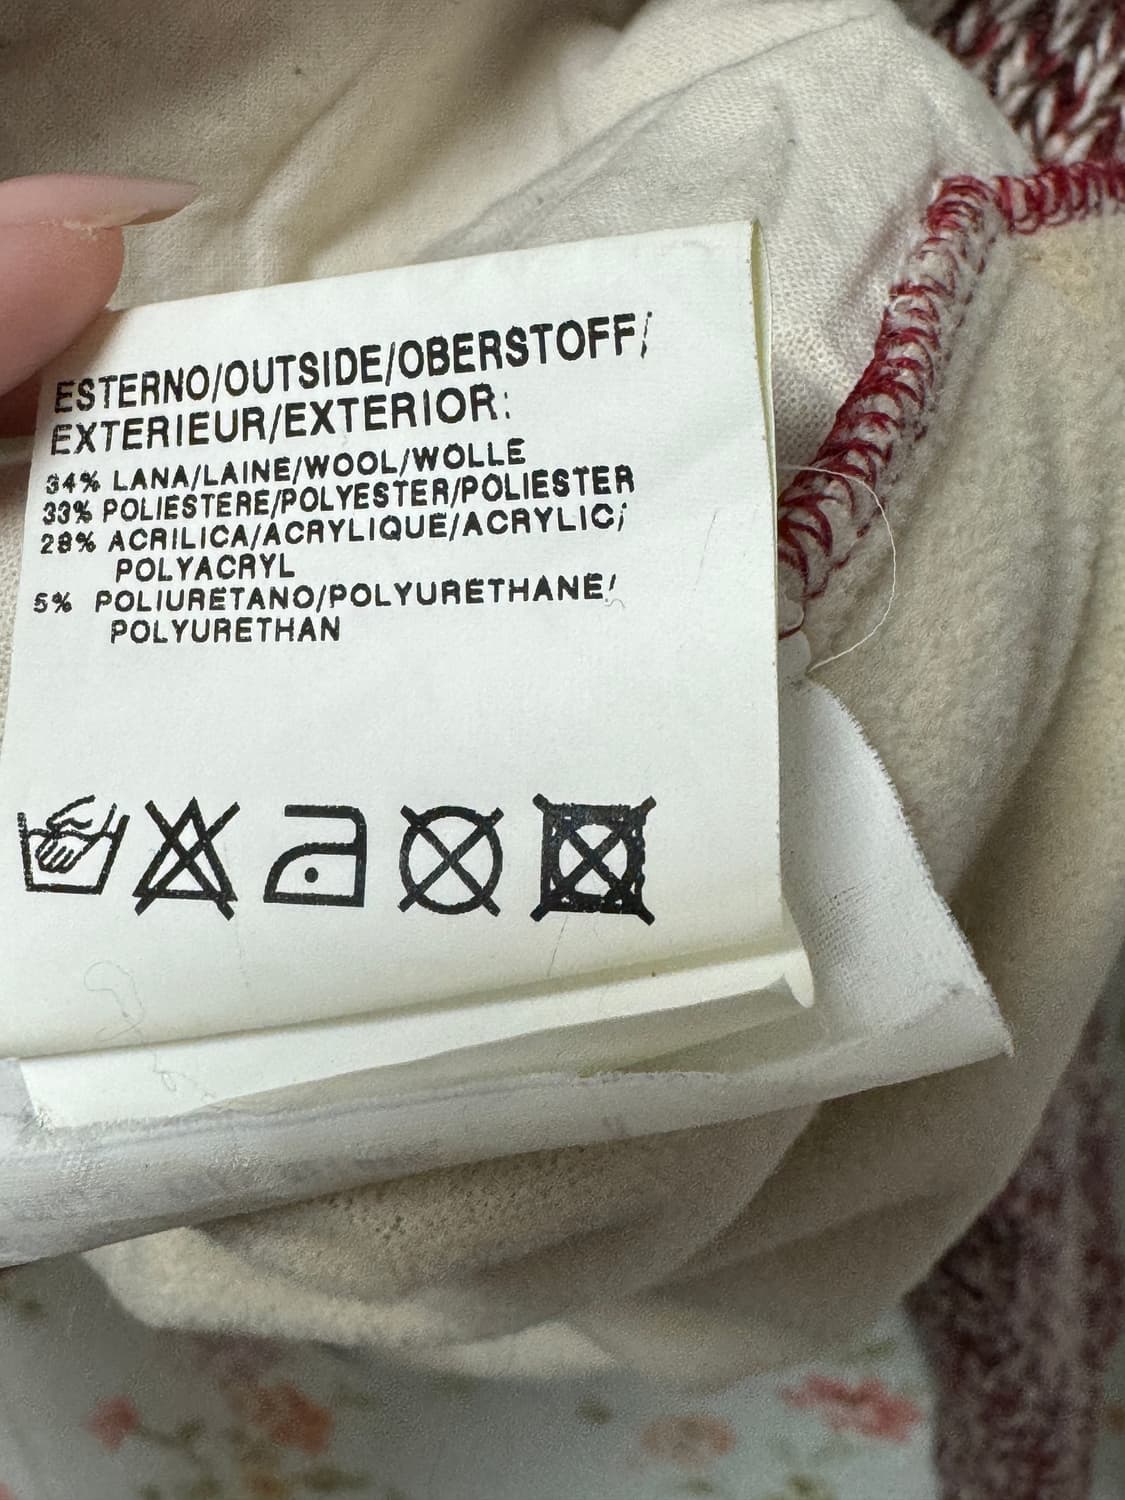 ESTERNO/OUTSIDE/OBERSTOFF/
EXTERIEUR/EXTERIOR:
34% LANA/LAINE/WOOL/WOLLE
33% POLIESTERE/POLYESTER/POLIESTER
28% ACRILICA/ACRYLIQUE/ACRYLIC/
POLYACRYL
5% POLIURETANO/POLYURETHANE/
POLYURETHAN